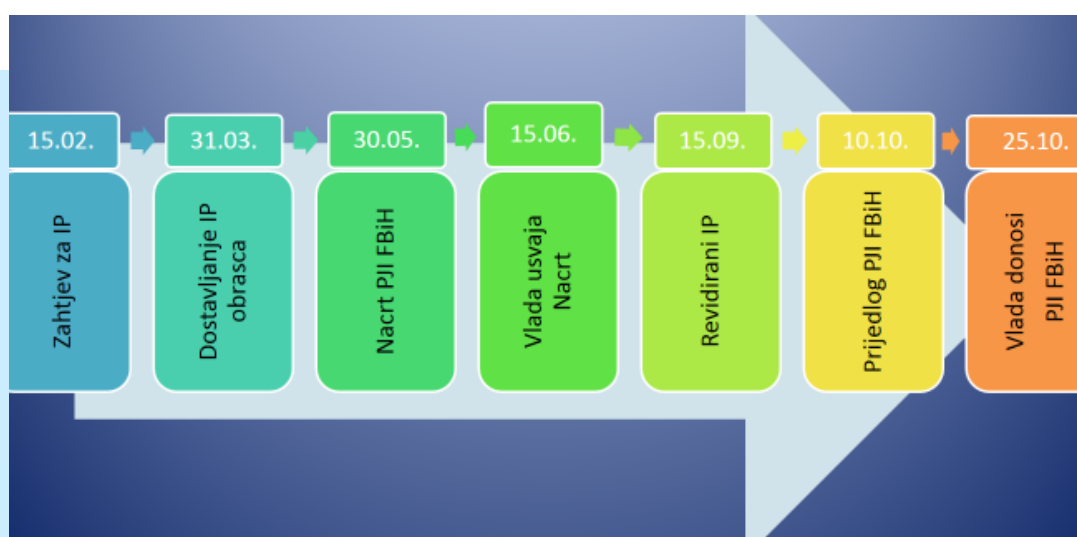 15.02.
31.03.
30.05.
15.06.
15.09.
10.10.
25.10.
Zahtjev za IP
Dostavljanje IP
obrasca
Nacrt PJI FBiH
Vlada usvaja
Nacrt
Revidirani IP
Prijedlog PJI FBiH
Vlada donosi
PJI FBiH